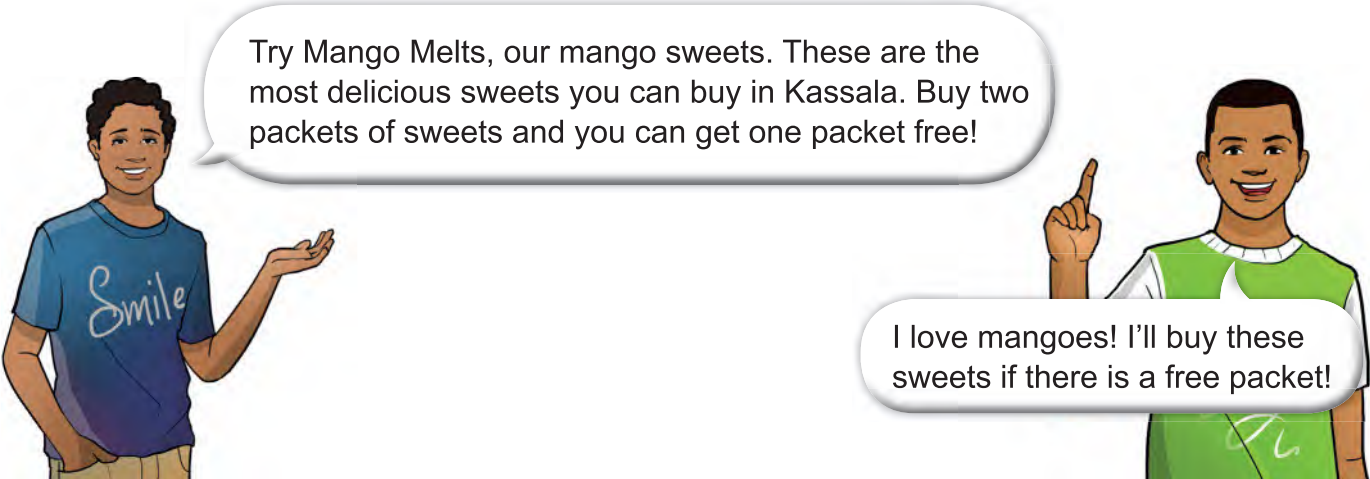 Try Mango Melts, our mango sweets. These are the
most delicious sweets you can buy in Kassala. Buy two
packets of sweets and you can get one packet free!
Smile
I love mangoes! I’ll buy these
sweets if there is a free packet!